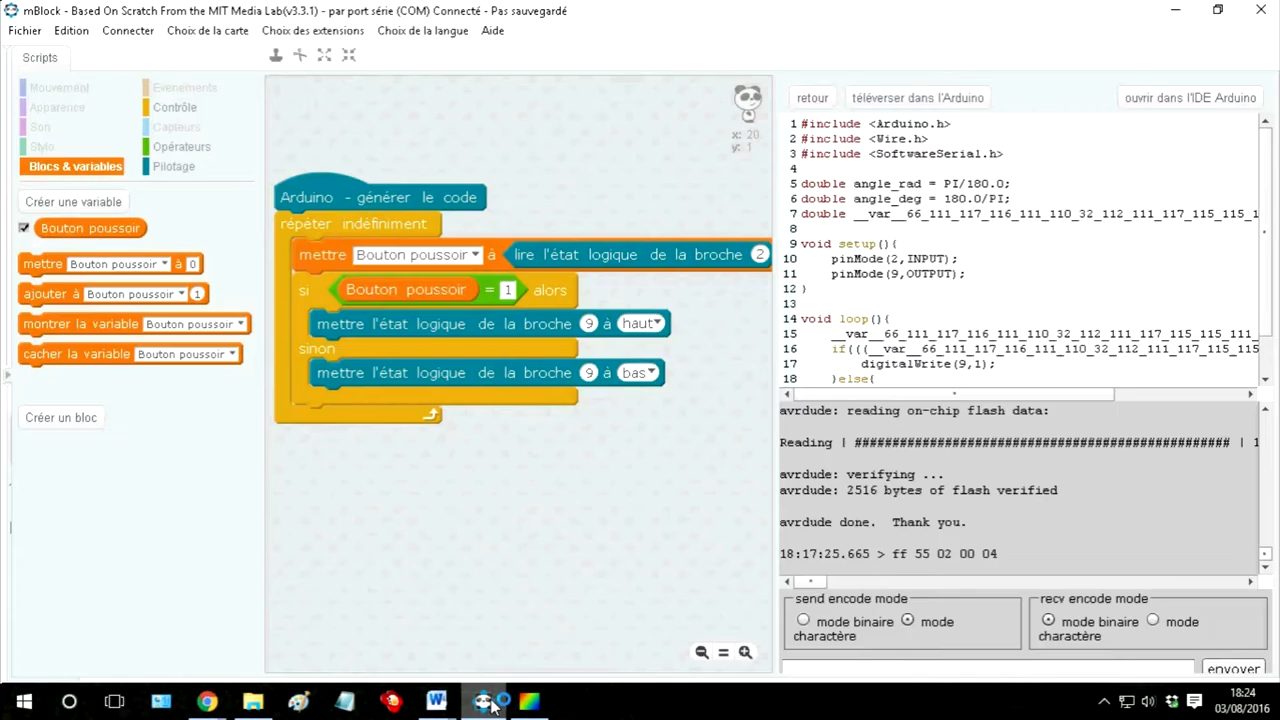 mBlock - Based On Scratch From the MIT Media Lab(v3.3.1) - par port série (COM) Connecté - Pas sauvegardé
Fichier Edition Connecter Choix de la carte Choix des extensions Choix de la langue Aide
Scripts
Mouvement
Evénements
Apparence
Contrôle
Son
Capteurs
Stylo
Opérateurs
Blocs & variables
Pilotage
Créer une variable
Bouton poussoir
mettre Bouton poussoir à 0
ajouter à Bouton poussoir 1
montrer la variable Bouton poussoir
cacher la variable Bouton poussoir
Créer un bloc
x: 20
y: 1
Arduino - générer le code
répéter indéfiniment
mettre Bouton poussoir à lire l'état logique de la broche 2
si Bouton poussoir = 1 alors
mettre l'état logique de la broche 9 à haut
sinon
mettre l'état logique de la broche 9 à bas
retour téléverser dans l'Arduino ouvrir dans l'IDE Arduino
1 #include <Arduino.h>
2 #include <Wire.h>
3 #include <SoftwareSerial.h>
4
5 double angle_rad = PI/180.0;
6 double angle_deg = 180.0/PI;
7 double __var__66_111_117_116_111_110_32_112_111_117_115_115_1
8
9 void setup(){
10 pinMode(2,INPUT);
11 pinMode(9,OUTPUT);
12 }
13
14 void loop(){
15 __var__66_111_117_116_111_110_32_112_111_117_115_115_111_
16 if(((__var__66_111_117_116_111_110_32_112_111_117_115_115
17 digitalWrite(9,1);
18 }else{
avrdude: reading on-chip flash data:
Reading | ################################################## | 1
avrdude: verifying ...
avrdude: 2516 bytes of flash verified
avrdude done. Thank you.
18:17:25.665 > ff 55 02 00 04
send encode mode
mode binaire mode
charactère
recv encode mode
mode binaire mode
charactère
envoyer
18:24
03/08/2016